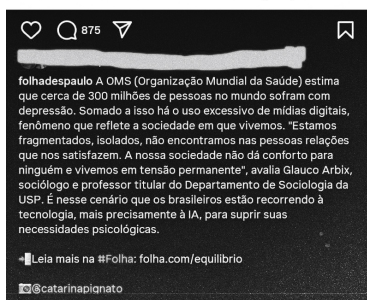 875
folhadespaulo A OMS (Organização Mundial da Saúde) estima
que cerca de 300 milhões de pessoas no mundo sofram com
depressão. Somado a isso há o uso excessivo de mídias digitais,
fenômeno que reflete a sociedade em que vivemos. "Estamos
fragmentados, isolados, não encontramos nas pessoas relações
que nos satisfazem. A nossa sociedade não dá conforto para
ninguém e vivemos em tensão permanente", avalia Glauco Arbix,
sociólogo e professor titular do Departamento de Sociologia da
USP. É nesse cenário que os brasileiros estão recorrendo à
tecnologia, mais precisamente à IA, para suprir suas
necessidades psicológicas.
Leia mais na #Folha: folha.com/equilibrio
@catarinapignato